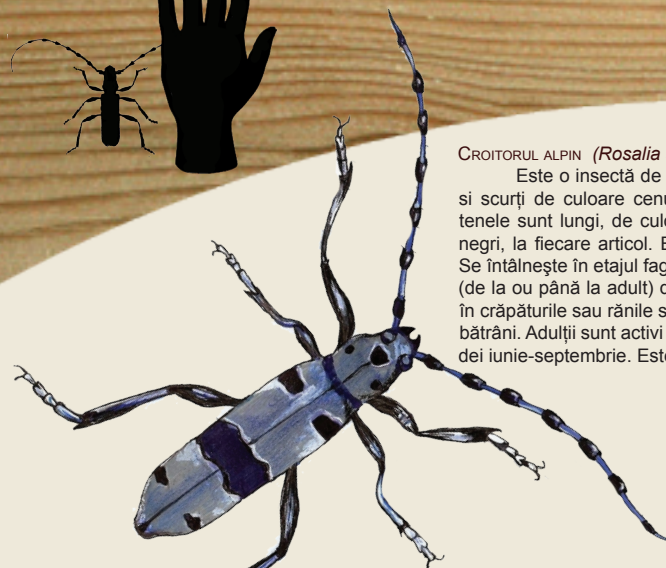 CROITORUL ALPIN (Rosalia
Este o insectă de
si scurți de culoare cenu
tenele sunt lungi, de culo
negri, la fiecare articol. E
Se întâlneşte în etajul fag
(de la ou până la adult) d
în crăpăturile sau rănile s
bătrâni. Adulții sunt activi
dei iunie-septembrie. Este